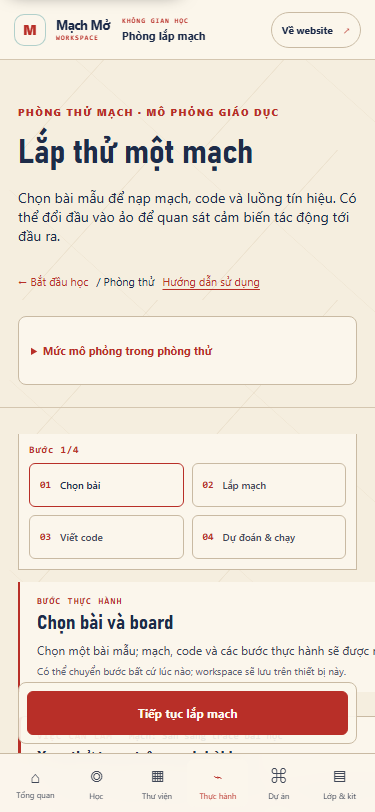 M
Mạch Mở
WORKSPACE
KHÔNG GIAN HỌC
Phòng lắp mạch
Về website ↗
PHÒNG THỬ MẠCH · MÔ PHỎNG GIÁO DỤC
Lắp thử một mạch
Chọn bài mẫu để nạp mạch, code và luồng tín hiệu. Có
thể đổi đầu vào ảo để quan sát cảm biến tác động tới
đầu ra.
← Bắt đầu học / Phòng thử Hướng dẫn sử dụng
▶ Mức mô phỏng trong phòng thử
Bước 1/4
01 Chọn bài
02 Lắp mạch
03 Viết code
04 Dự đoán & chạy
BƯỚC THỰC HÀNH
Chọn bài và board
Chọn một bài mẫu; mạch, code và các bước thực hành sẽ được
Có thể chuyển bước bất cứ lúc nào; workspace sẽ lưu trên thiết bị này.
Tiếp tục lắp mạch
Tổng quan
Học
Thư viện
Thực hành
Dự án
Lớp & kit